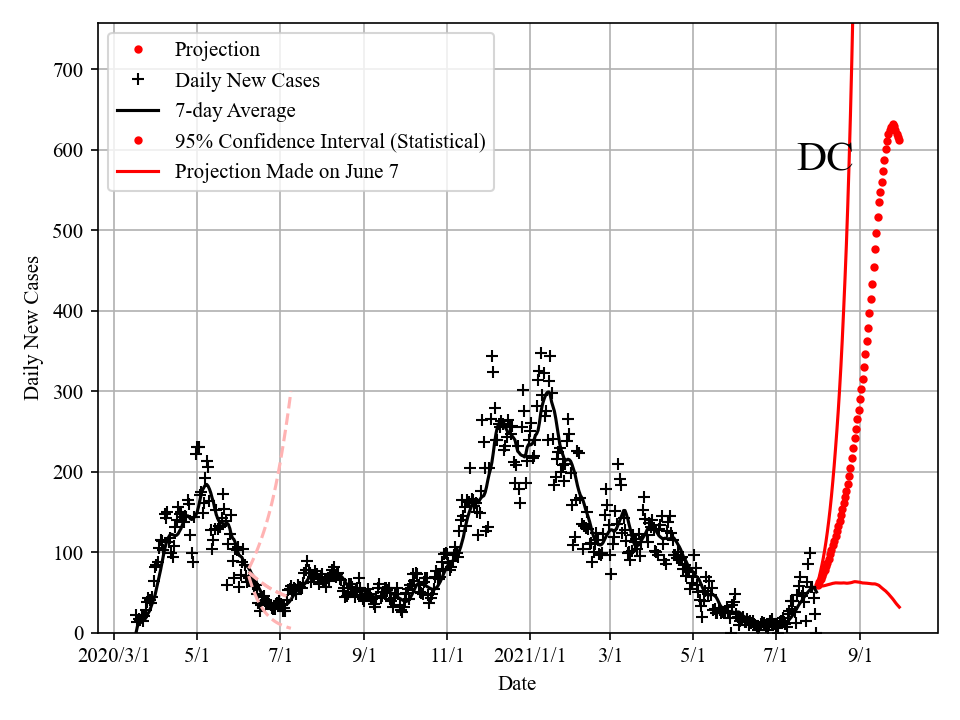 Projection
Daily New Cases
7-day Average
95% Confidence Interval (Statistical)
Projection Made on June 7
DC
700
600
500
400
300
200
100
0
Daily New Cases
2020/3/1 5/1 7/1 9/1 11/1 2021/1/1 3/1 5/1 7/1 9/1
Date